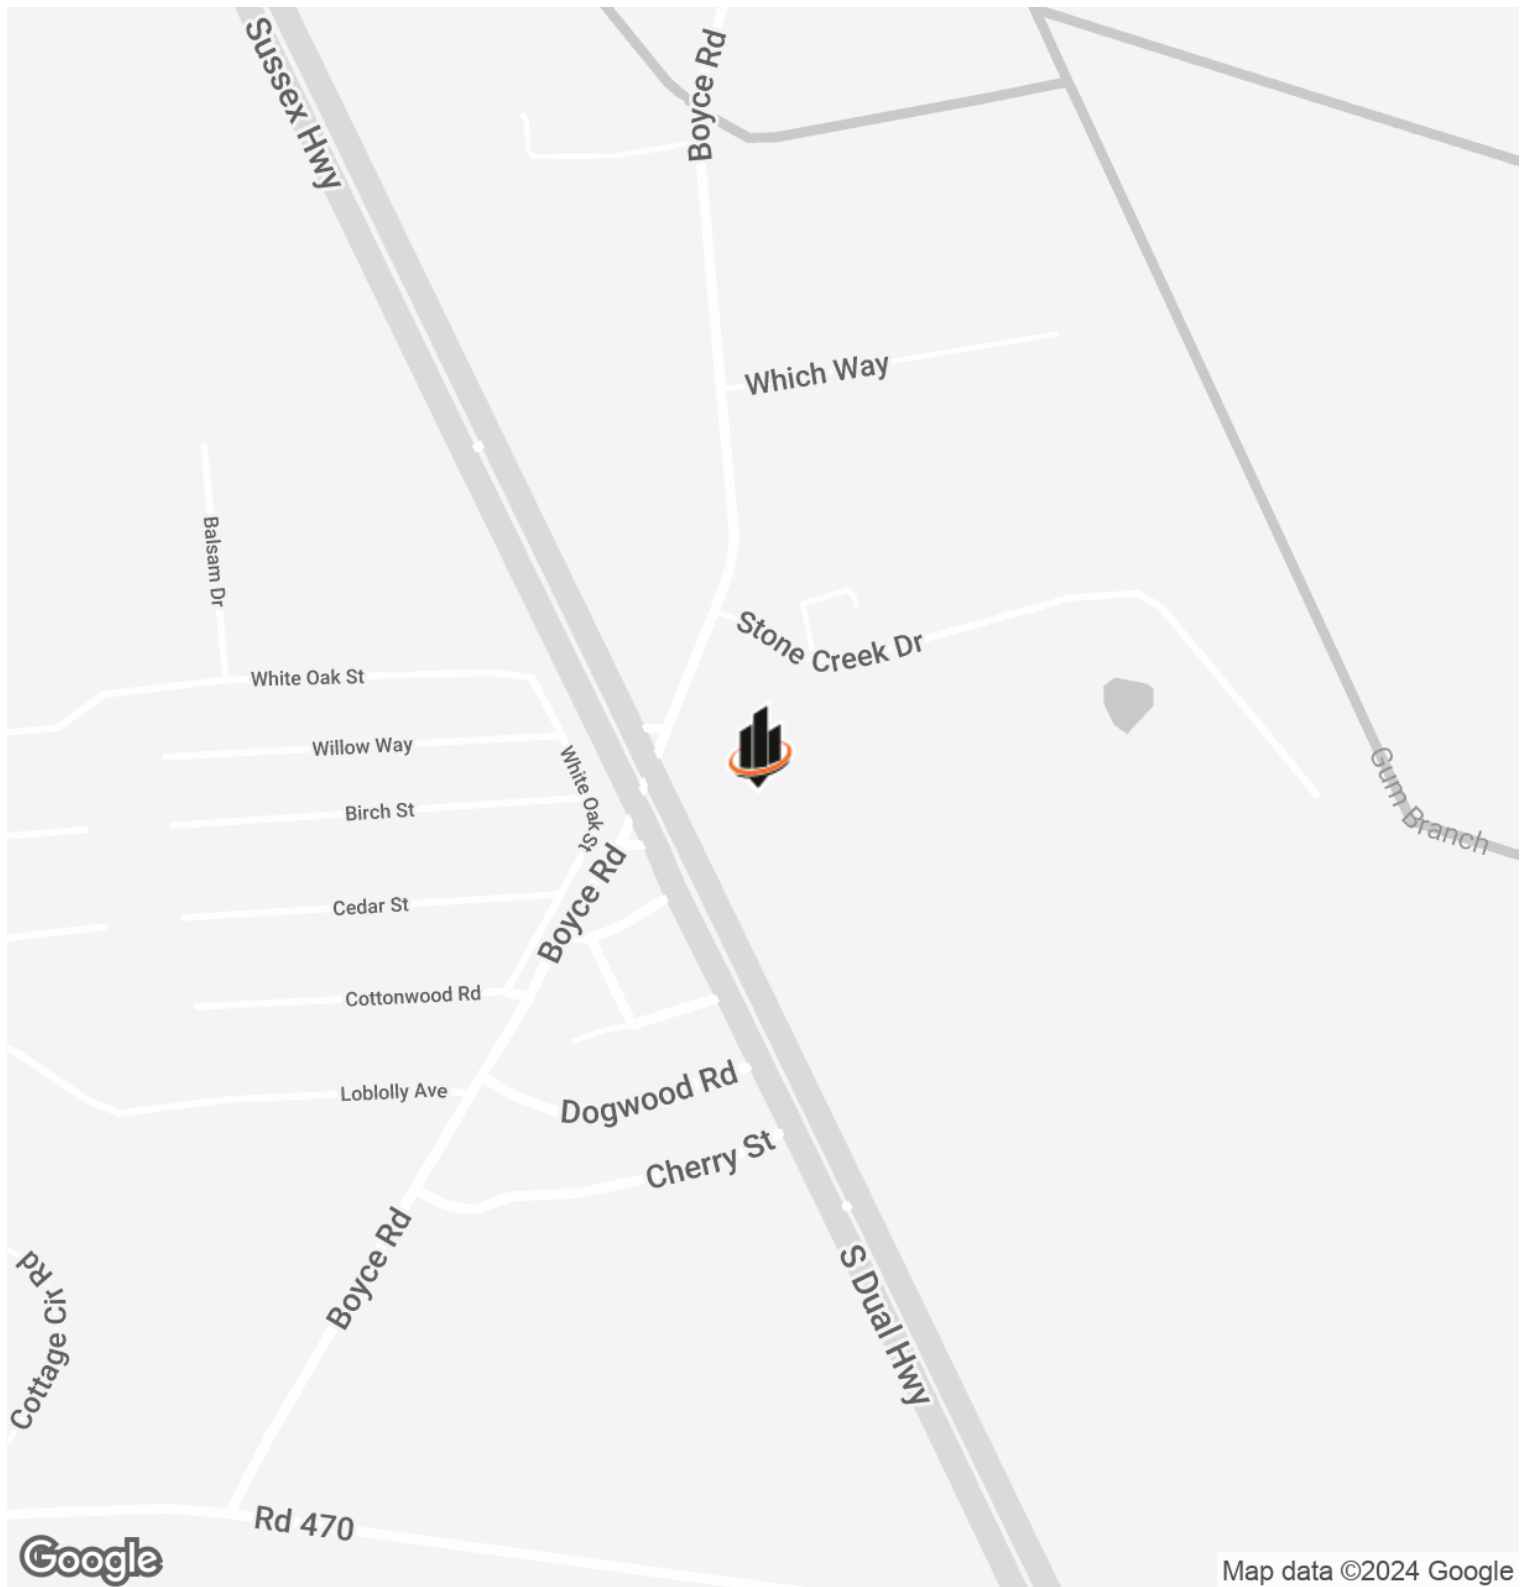 Sussex Hwy
Boyce Rd
Which Way
Balsam Dr
Stone Creek Dr
White Oak St
Willow Way
White Oak St
Birch St
Gum Branch
Boyce Rd
Cedar St
Cottonwood Rd
Dogwood Rd
Loblolly Ave
Cherry St
Boyce Rd
S Dual Hwy
Cottage Cir Rd
Rd 470
Google
Map data ©2024 Google